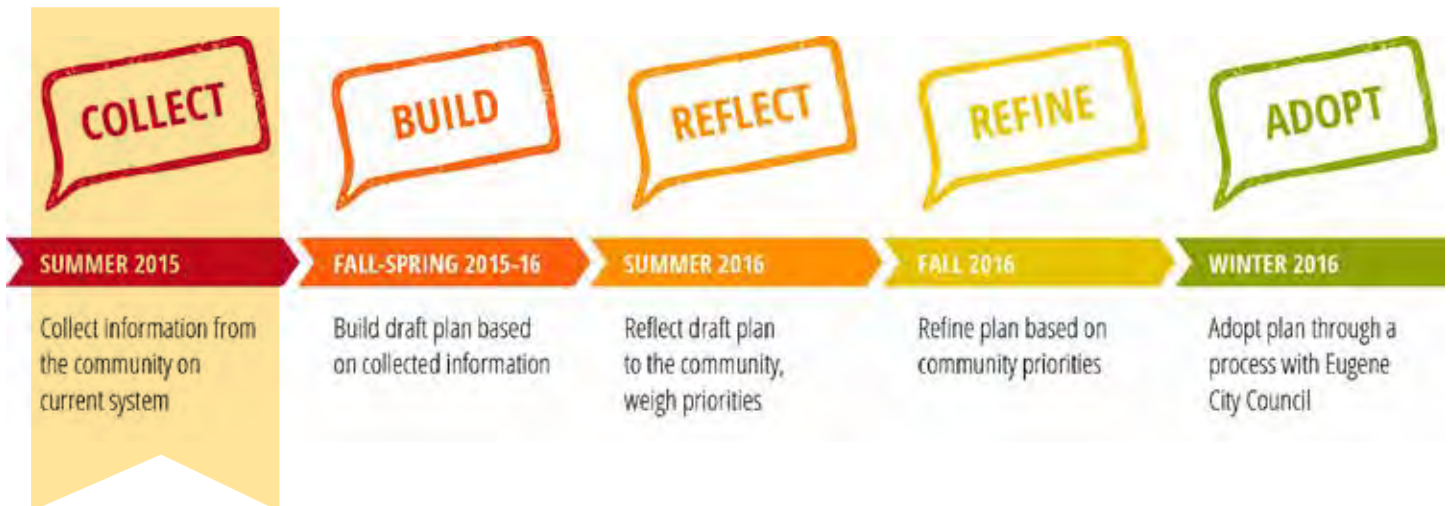 COLLECT
BUILD
REFLECT
REFINE
ADOPT
SUMMER 2015
FALL-SPRING 2015-16
SUMMER 2016
FALL 2016
WINTER 2016
Collect information from
the community on
current system
Build draft plan based
on collected information
Reflect draft plan
to the community,
weigh priorities
Refine plan based on
community priorities
Adopt plan through a
process with Eugene
City Council